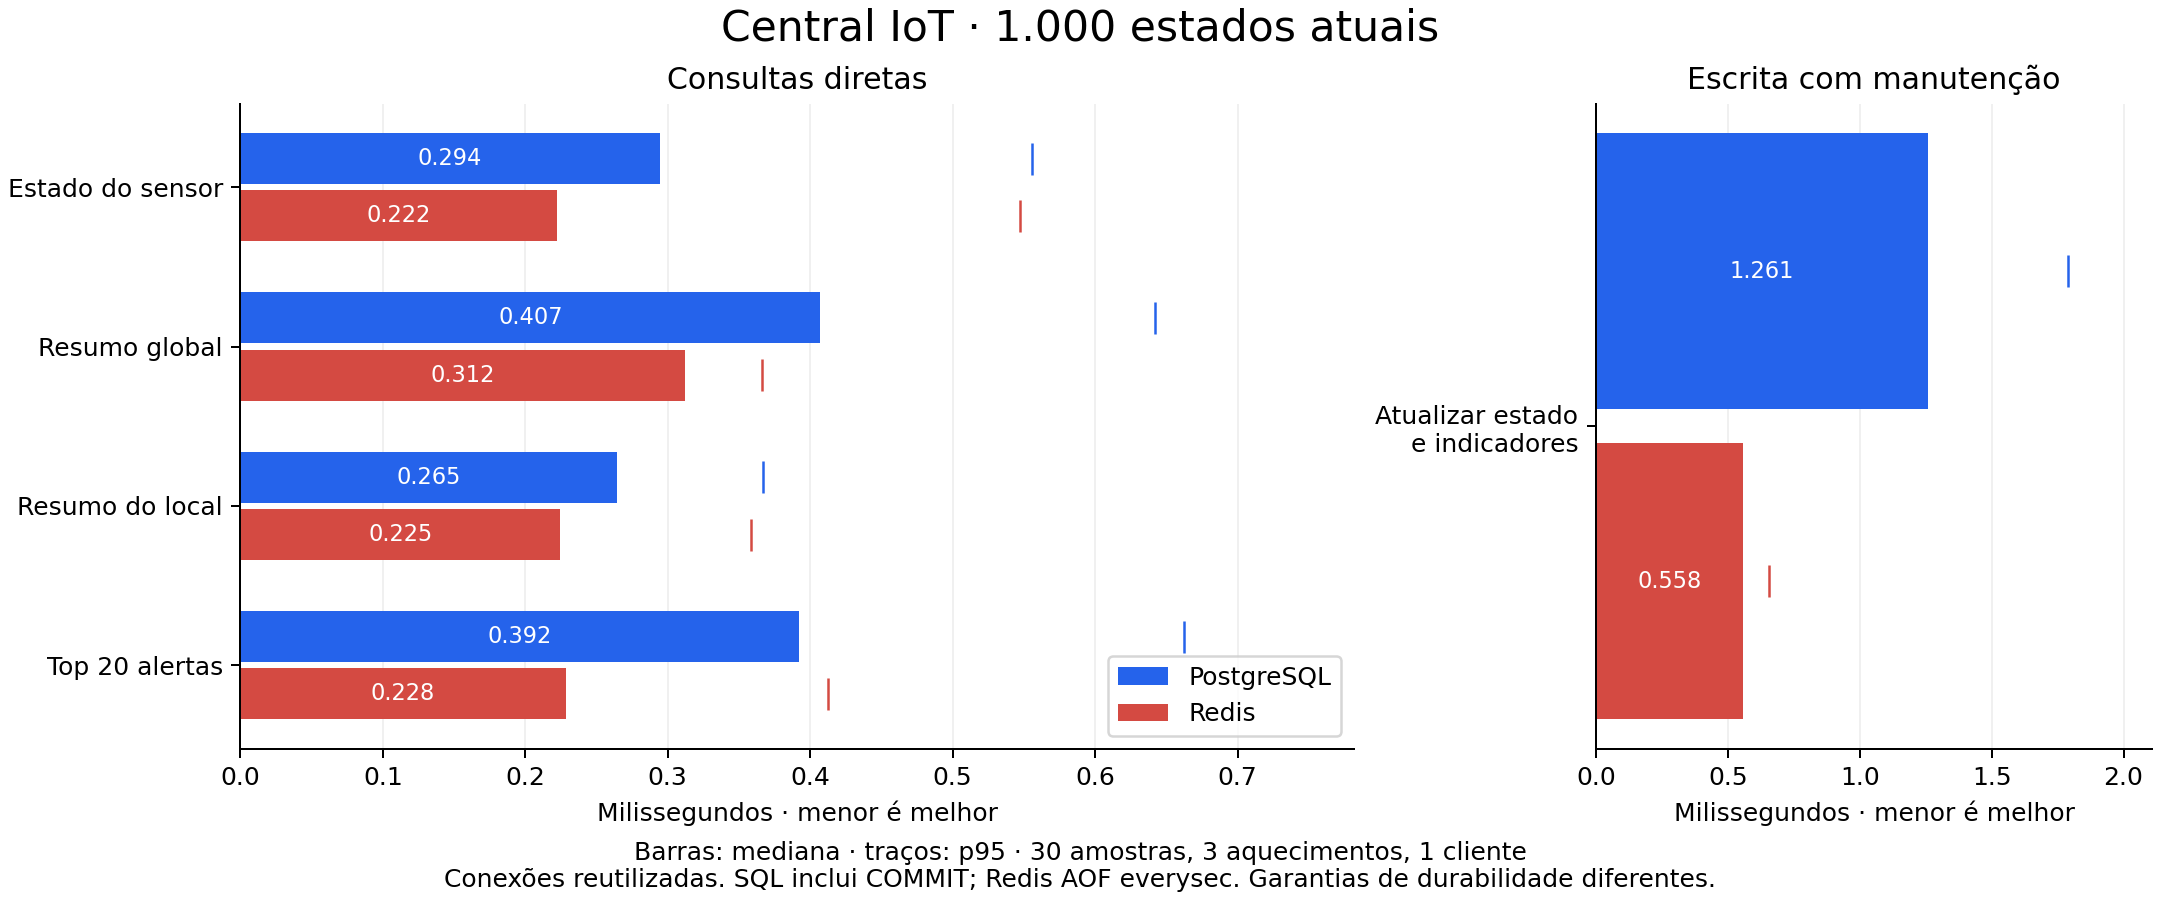 Central IoT · 1.000 estados atuais
Consultas diretas
Estado do sensor
0.294
0.222
Resumo global
0.407
0.312
Resumo do local
0.265
0.225
Top 20 alertas
0.392
0.228
PostgreSQL
Redis
0.0 0.1 0.2 0.3 0.4 0.5 0.6 0.7
Milissegundos · menor é melhor
Escrita com manutenção
Atualizar estado
e indicadores
1.261
0.558
0.0 0.5 1.0 1.5 2.0
Milissegundos · menor é melhor
Barras: mediana · traços: p95 · 30 amostras, 3 aquecimentos, 1 cliente
Conexões reutilizadas. SQL inclui COMMIT; Redis AOF everysec. Garantias de durabilidade diferentes.